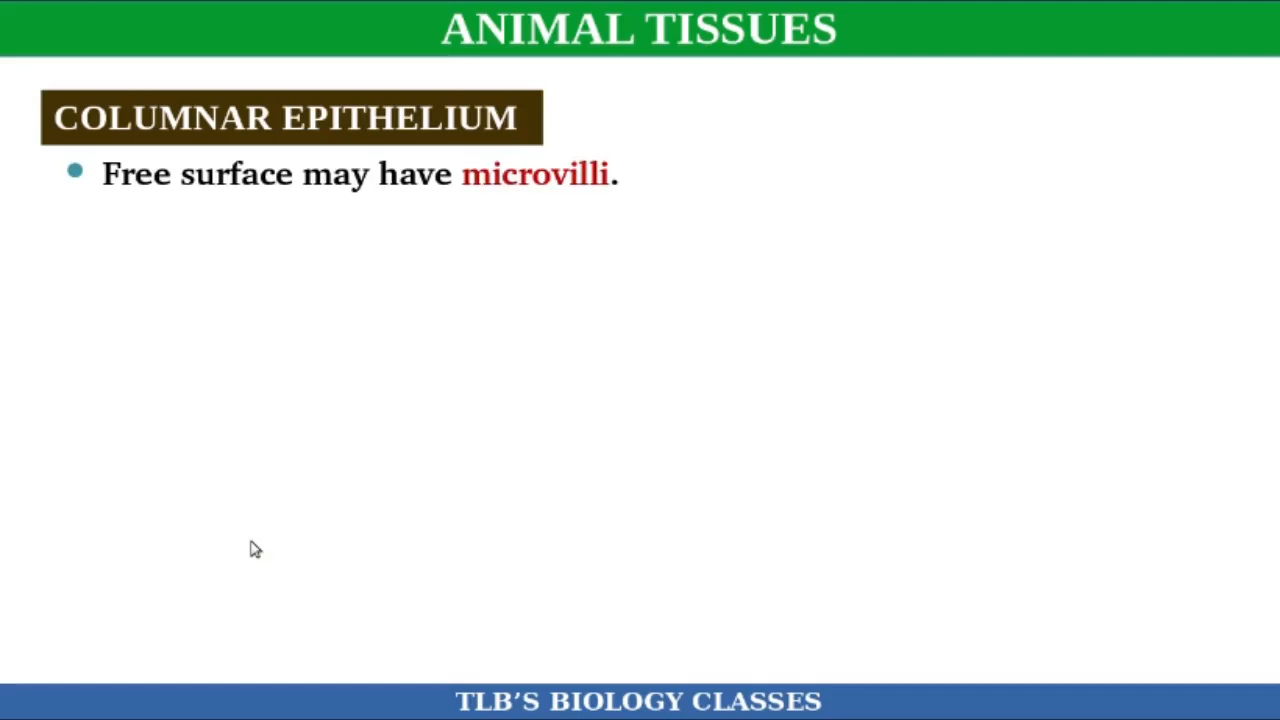 ANIMAL TISSUES
COLUMNAR EPITHELIUM
Free surface may have microvilli.
TLB’S BIOLOGY CLASSES